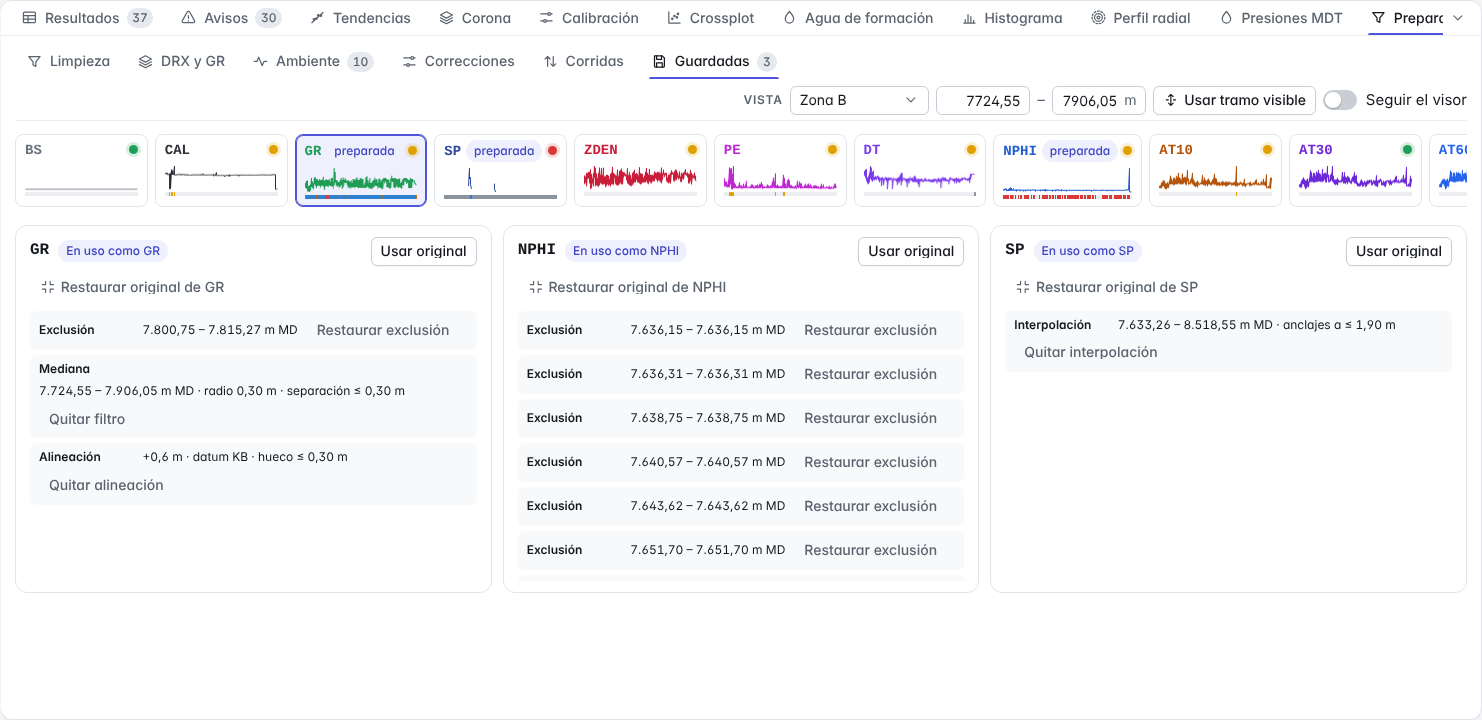 Resultados 37 Avisos 30 Tendencias Corona Calibración Crossplot Agua de formación Histograma Perfil radial Presiones MDT Prepara
Limpieza DRX y GR Ambiente 10 Correcciones Corridas Guardadas 3
VISTA Zona B 7724,55 – 7906,05 m Usar tramo visible Seguir el visor
BS CAL GR preparada SP preparada ZDEN PE DT NPHI preparada AT10 AT30 AT60
GR En uso como GR Usar original
Restaurar original de GR
Exclusión 7.800,75 – 7.815,27 m MD Restaurar exclusión
Mediana
7.724,55 – 7.906,05 m MD · radio 0,30 m · separación ≤ 0,30 m
Quitar filtro
Alineación +0,6 m · datum KB · hueco ≤ 0,30 m
Quitar alineación
NPHI En uso como NPHI Usar original
Restaurar original de NPHI
Exclusión 7.636,15 – 7.636,15 m MD Restaurar exclusión
Exclusión 7.636,31 – 7.636,31 m MD Restaurar exclusión
Exclusión 7.638,75 – 7.638,75 m MD Restaurar exclusión
Exclusión 7.640,57 – 7.640,57 m MD Restaurar exclusión
Exclusión 7.643,62 – 7.643,62 m MD Restaurar exclusión
Exclusión 7.651,70 – 7.651,70 m MD Restaurar exclusión
SP En uso como SP Usar original
Restaurar original de SP
Interpolación 7.633,26 – 8.518,55 m MD · anclajes a ≤ 1,90 m
Quitar interpolación